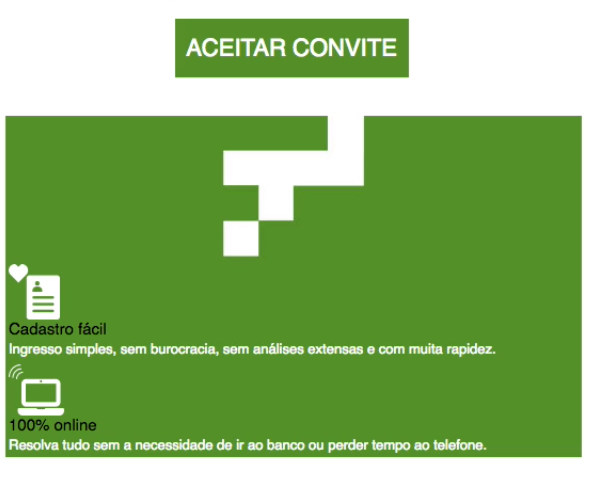 ACEITAR CONVITE
Cadastro fácil
Ingresso simples, sem burocracia, sem análises extensas e com muita rapidez.
100% online
Resolva tudo sem a necessidade de ir ao banco ou perder tempo ao telefone.